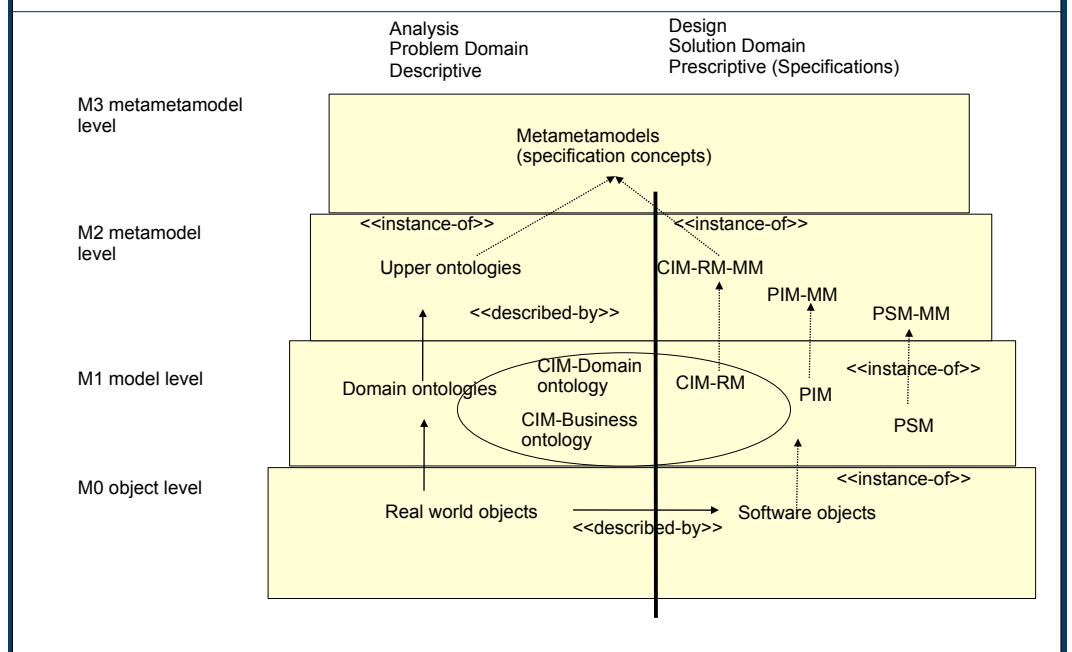 Analysis
Problem Domain
Descriptive
Design
Solution Domain
Prescriptive (Specifications)
M3 metametamodel
level
Metametamodels
(specification concepts)
M2 metamodel
level
<<instance-of>>
<<instance-of>>
Upper ontologies
CIM-RM-MM
PIM-MM
PSM-MM
<<described-by>>
M1 model level
Domain ontologies
CIM-Domain
ontology
CIM-Business
ontology
CIM-RM
PIM
<<instance-of>>
PSM
M0 object level
<<instance-of>>
Real world objects
<<described-by>>
Software objects